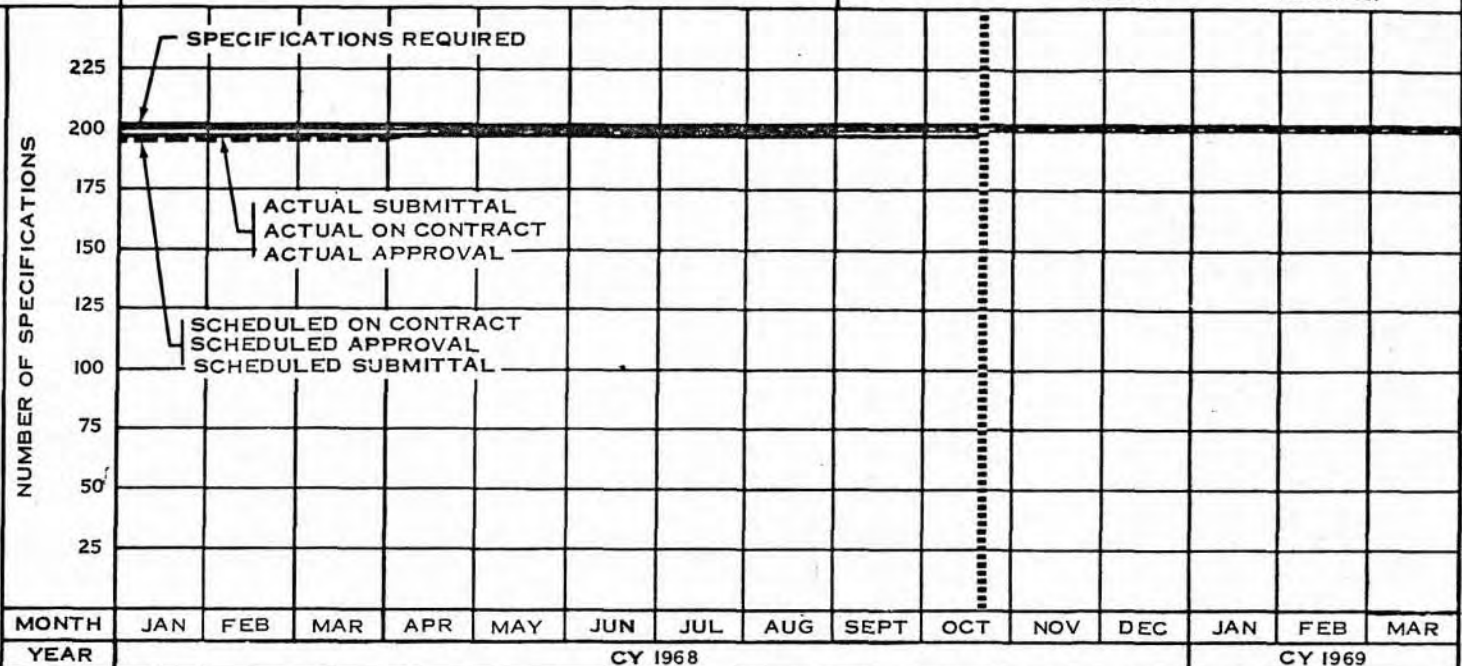 SPECIFICATIONS REQUIRED
225
200
175
150
125
100
75
50
25
NUMBER OF SPECIFICATIONS
ACTUAL SUBMITTAL
ACTUAL ON CONTRACT
ACTUAL APPROVAL
SCHEDULED ON CONTRACT
SCHEDULED APPROVAL
SCHEDULED SUBMITTAL
MONTH JAN FEB MAR APR MAY JUN JUL AUG SEPT OCT NOV DEC JAN FEB MAR
YEAR CY 1968 CY 1969